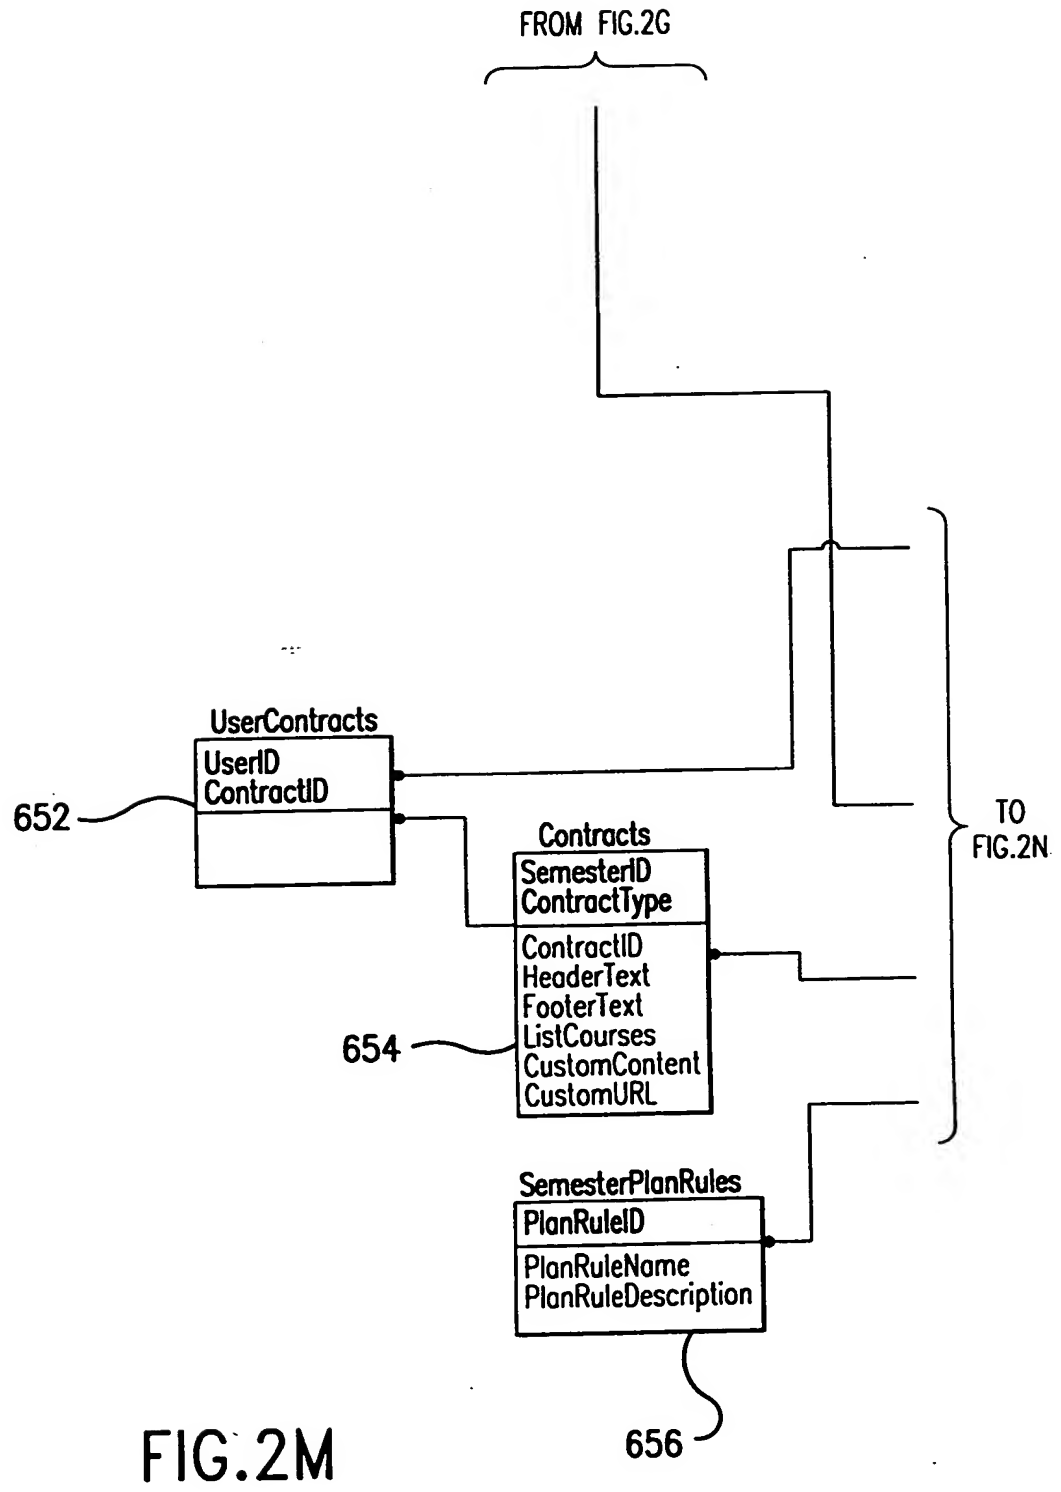 FROM FIG.2G
TO
FIG.2N
UserContracts
UserID
ContractID
652
Contracts
SemesterID
ContractType
ContractID
HeaderText
FooterText
ListCourses
CustomContent
CustomURL
654
SemesterPlanRules
PlanRuleID
PlanRuleName
PlanRuleDescription
656
FIG.2M